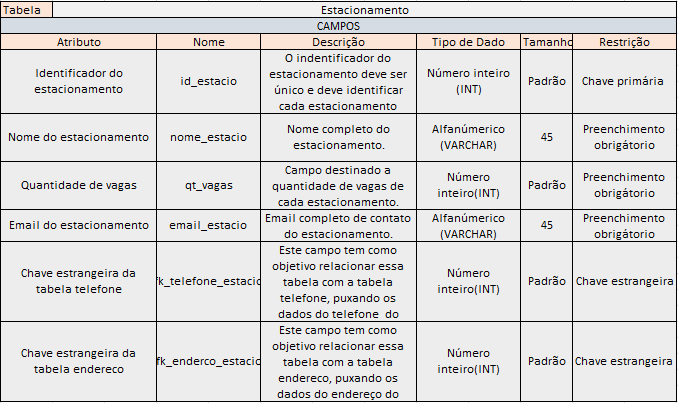 Tabela Estacionamento
CAMPOS
Atributo Nome Descrição Tipo de Dado Tamanho Restrição
Identificador do
estacionamento
id_estacio
O indentificador do
estacionamento deve ser
único e deve identificar
cada estacionamento
Número inteiro
(INT)
Padrão
Chave primária
Nome do estacionamento
nome_estacio
Nome completo do
estacionamento.
Alfanúmerico
(VARCHAR)
45
Preenchimento
obrigátorio
Quantidade de vagas
qt_vagas
Campo destinado a
quantidade de vagas de
cada estacionamento.
Número
inteiro(INT)
Padrão
Preenchimento
obrigátorio
Email do estacionamento
email_estacio
Email completo de contato
do estacionamento.
Alfanúmerico
(VARCHAR)
45
Preenchimento
obrigátorio
Chave estrangeira da
tabela telefone
fk_telefone_estacio
Este campo tem como
objetivo relacionar essa
tabela com a tabela
telefone, puxando os
dados do telefone do
Número
inteiro(INT)
Padrão
Chave estrangeira
Chave estrangeira da
tabela endereco
fk_enderco_estacio
Este campo tem como
objetivo relacionar essa
tabela com a tabela
endereco, puxando os
dados do endereço do
Número
inteiro(INT)
Padrão
Chave estrangeira